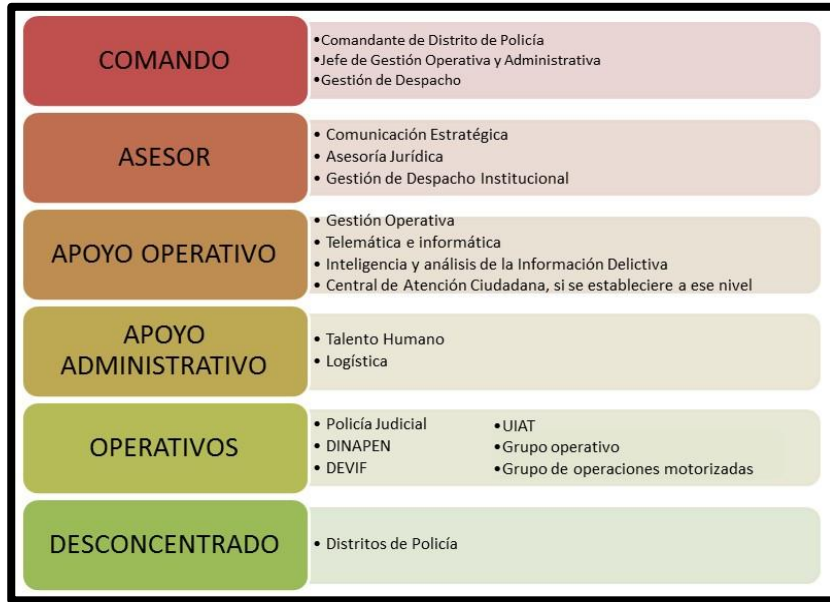 COMANDO
•Comandante de Distrito de Policía
•Jefe de Gestión Operativa y Administrativa
•Gestión de Despacho
ASESOR
• Comunicación Estratégica
• Asesoría Jurídica
• Gestión de Despacho Institucional
APOYO OPERATIVO
• Gestión Operativa
• Telemática e informática
• Inteligencia y análisis de la Información Delictiva
• Central de Atención Ciudadana, si se estableciere a ese nivel
APOYO
ADMINISTRATIVO
• Talento Humano
• Logística
OPERATIVOS
• Policía Judicial
• DINAPEN
• DEVIF
•UIAT
•Grupo operativo
•Grupo de operaciones motorizadas
DESCONCENTRADO
• Distritos de Policía